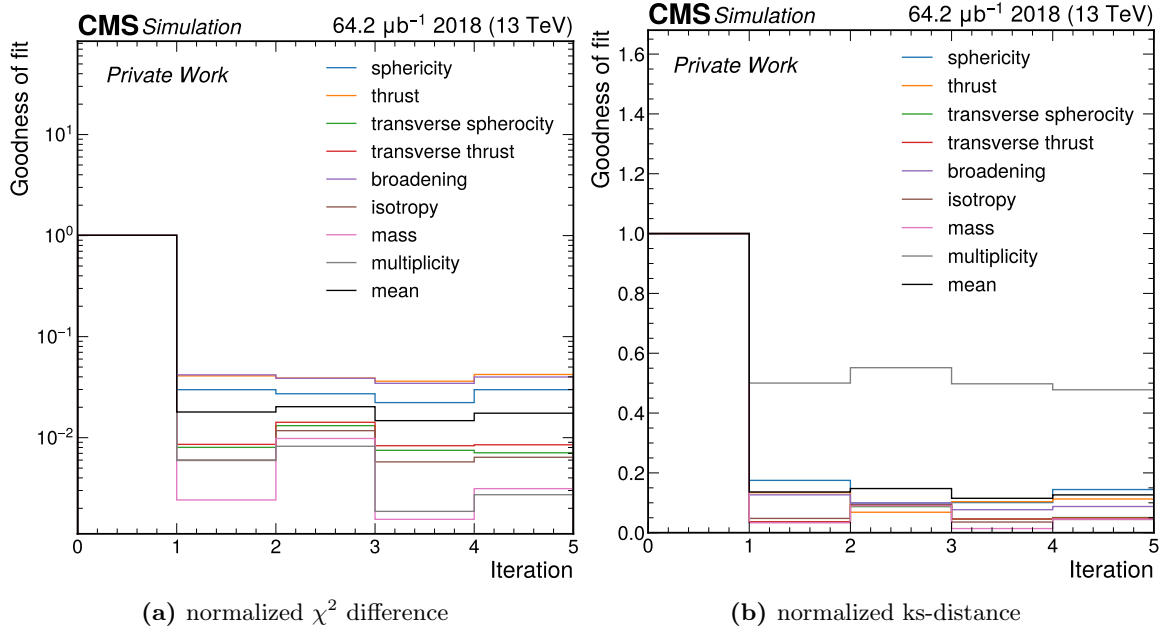 CMS Simulation 64.2 μb⁻¹ 2018 (13 TeV)
Private Work
Goodness of fit
sphericity
thrust
transverse spherocity
transverse thrust
broadening
isotropy
mass
multiplicity
mean
10¹
10⁰
10⁻¹
10⁻²
0 1 2 3 4 5
Iteration
(a) normalized χ² difference
CMS Simulation 64.2 μb⁻¹ 2018 (13 TeV)
Private Work
Goodness of fit
sphericity
thrust
transverse spherocity
transverse thrust
broadening
isotropy
mass
multiplicity
mean
1.6
1.4
1.2
1.0
0.8
0.6
0.4
0.2
0.0
0 1 2 3 4 5
Iteration
(b) normalized ks-distance